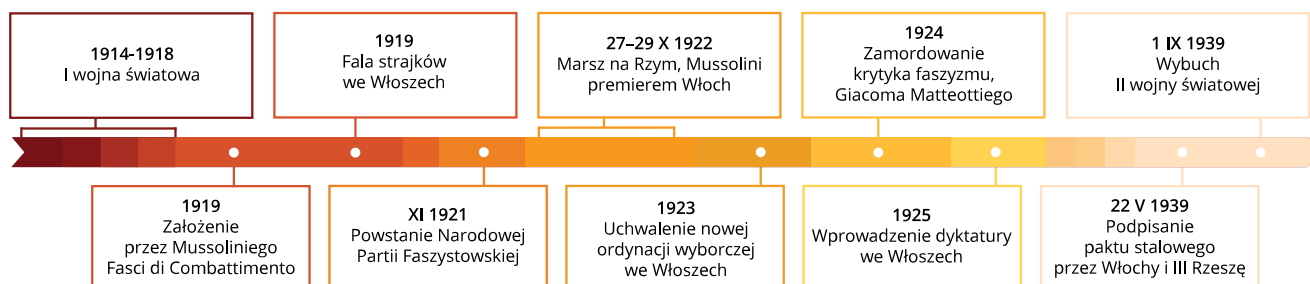 1914-1918
I wojna światowa
1919
Fala strajków
we Włoszech
27–29 X 1922
Marsz na Rzym, Mussolini
premierem Włoch
1924
Zamordowanie
krytyka faszyzmu,
Giacoma Matteottiego
1 IX 1939
Wybuch
II wojny światowej
1919
Założenie
przez Mussoliniego
Fasci di Combattimento
XI 1921
Powstanie Narodowej
Partii Faszystowskiej
1923
Uchwalenie nowej
ordynacji wyborczej
we Włoszech
1925
Wprowadzenie dyktatury
we Włoszech
22 V 1939
Podpisanie
paktu stalowego
przez Włochy i III Rzeszę